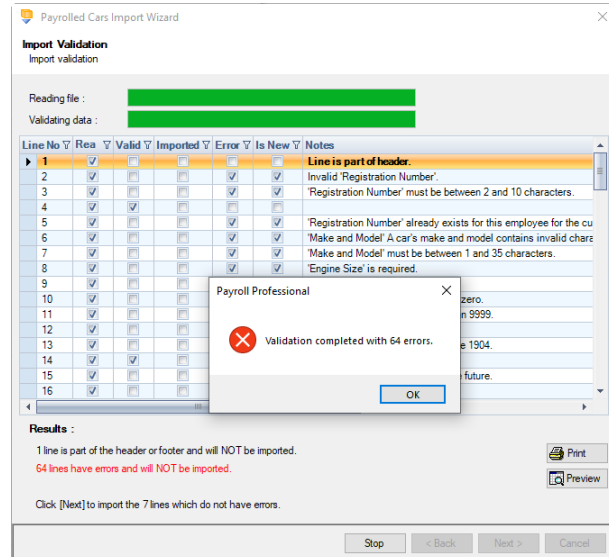 Payrolled Cars Import Wizard
Import Validation
Import validation
Reading file :
Validating data :
Line No Rea Valid Imported Error Is New Notes
1 Line is part of header.
2 Invalid 'Registration Number'.
3 'Registration Number' must be between 2 and 10 characters.
4
5 'Registration Number' already exists for this employee for the cu
6 'Make and Model' A car's make and model contains invalid chara
7 'Make and Model' must be between 1 and 35 characters.
8 'Engine Size' is required.
9
10 zero.
11 9999.
12
13 1904.
14
15 future.
16
Payroll Professional
Validation completed with 64 errors.
OK
Results :
1 line is part of the header or footer and will NOT be imported.
64 lines have errors and will NOT be imported.
Print
Preview
Click [Next] to import the 7 lines which do not have errors.
Stop < Back Next > Cancel